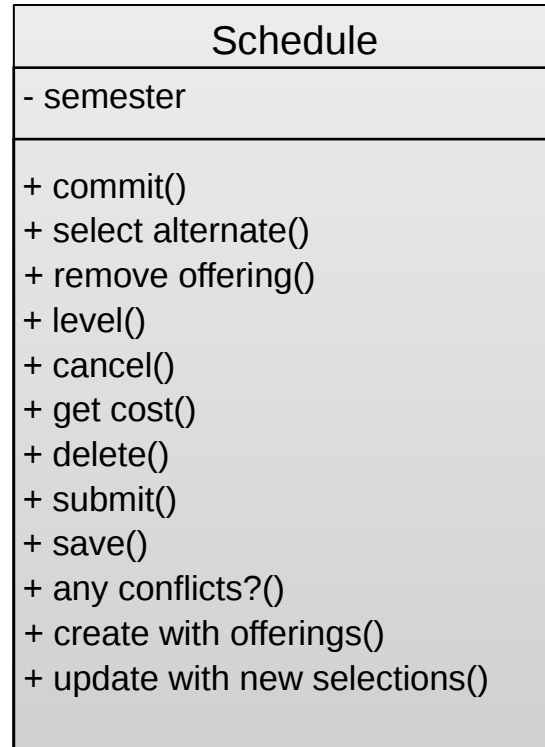 Schedule
- semester
+ commit()
+ select alternate()
+ remove offering()
+ level()
+ cancel()
+ get cost()
+ delete()
+ submit()
+ save()
+ any conflicts?()
+ create with offerings()
+ update with new selections()